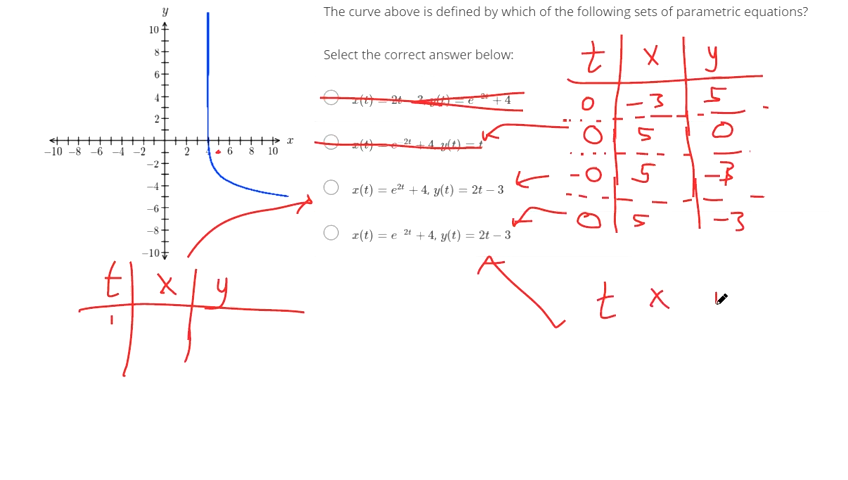 The curve above is defined by which of the following sets of parametric equations?
Select the correct answer below:
y
10
8
6
4
2
-10 -8 -6 -4 -2 2 4 6 8 10 x
-2
-4
-6
-8
-10
+ 4
x(t) = e^{2t} + 4, y(t) = 2t − 3
x(t) = e^{−2t} + 4, y(t) = 2t − 3
t x y
0 -3 5
0 5 0
0 5 -3
0 5 -3
t x y
1
t x